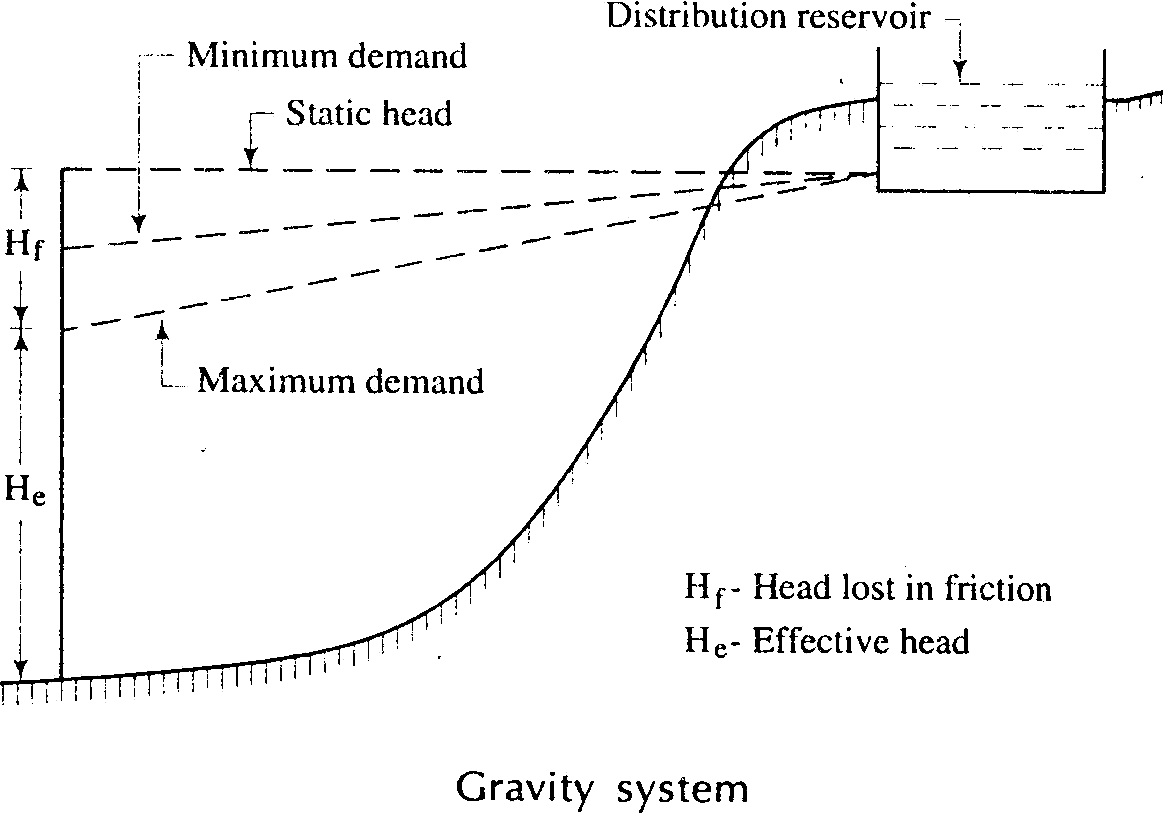 Distribution reservoir
Minimum demand
Static head
Hf
Maximum demand
He
Hf- Head lost in friction
He- Effective head
Gravity system